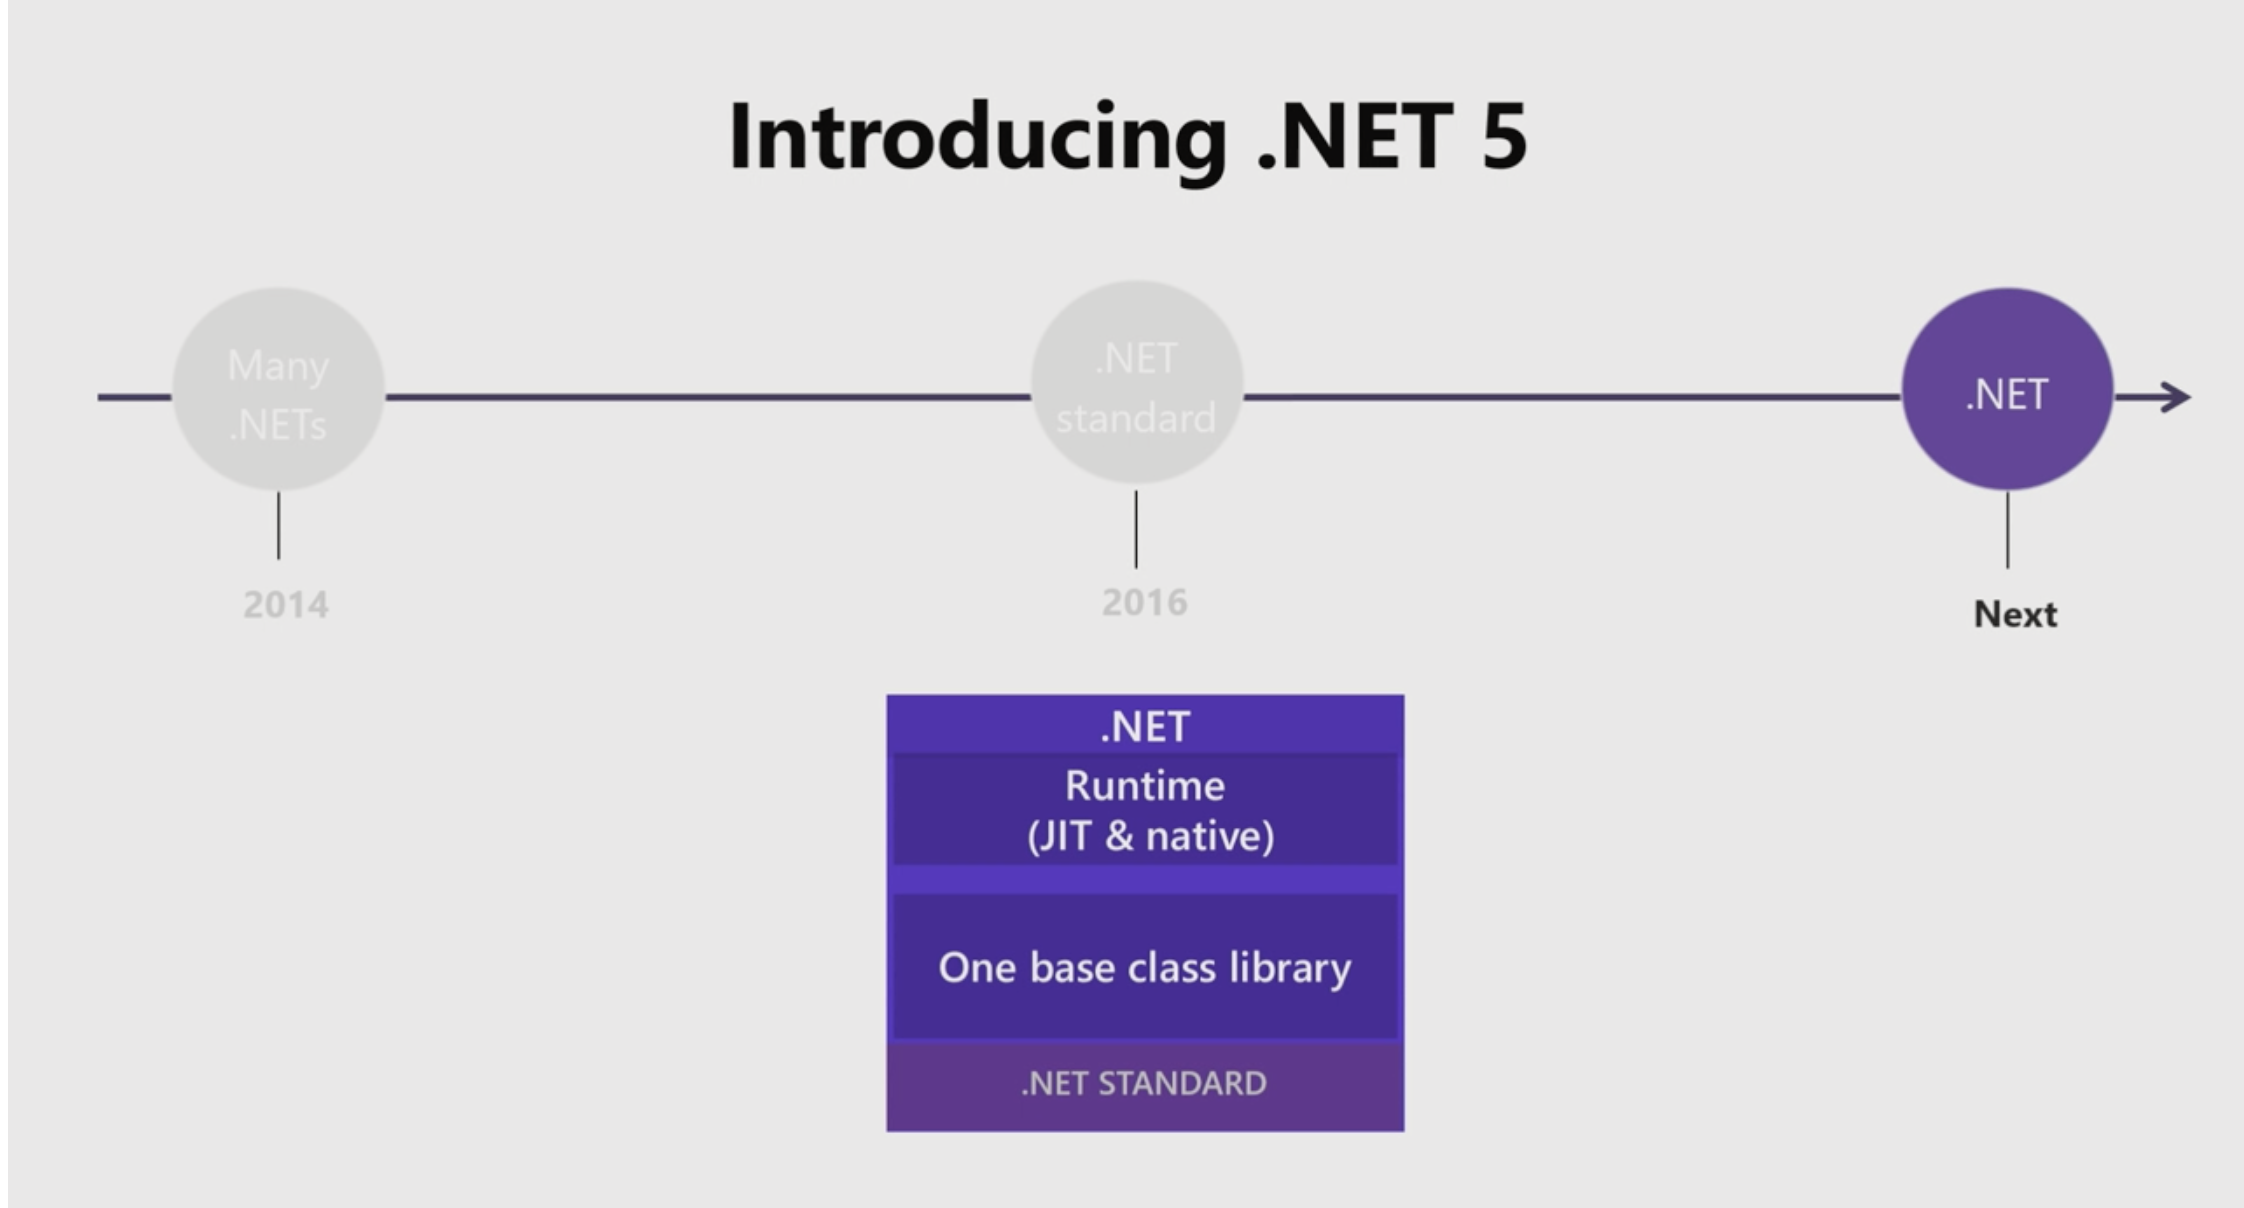 Introducing .NET 5
Many
.NETs
.NET
standard
.NET
2014
2016
Next
.NET
Runtime
(JIT & native)
One base class library
.NET STANDARD